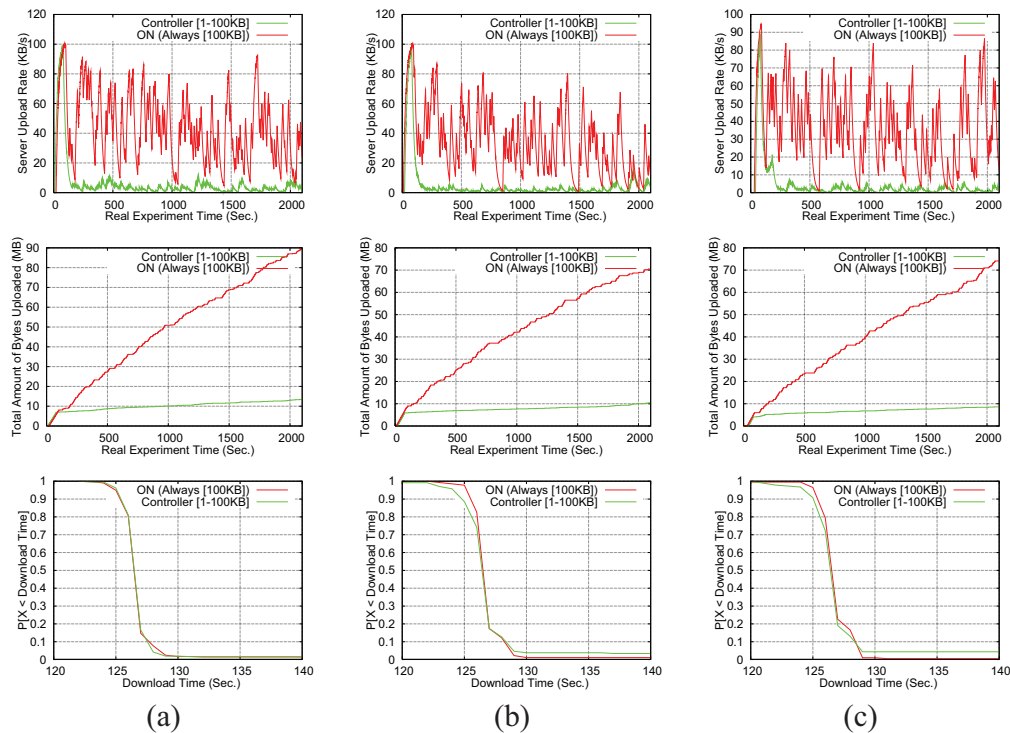 Controller [1-100KB]
ON (Always [100KB])
Server Upload Rate (KB/s)
120
100
80
60
40
20
0
0 500 1000 1500 2000
Real Experiment Time (Sec.)
Controller [1-100KB]
ON (Always [100KB])
Server Upload Rate (KB/s)
120
100
80
60
40
20
0
0 500 1000 1500 2000
Real Experiment Time (Sec.)
Controller [1-100KB]
ON (Always [100KB])
Server Upload Rate (KB/s)
100
90
80
70
60
50
40
30
20
10
0
0 500 1000 1500 2000
Real Experiment Time (Sec.)
Controller [1-100KB]
ON (Always [100KB])
Total Amount of Bytes Uploaded (MB)
90
80
70
60
50
40
30
20
10
0
0 500 1000 1500 2000
Real Experiment Time (Sec.)
Controller [1-100KB]
ON (Always [100KB])
Total Amount of Bytes Uploaded (MB)
80
70
60
50
40
30
20
10
0
0 500 1000 1500 2000
Real Experiment Time (Sec.)
Controller [1-100KB]
ON (Always [100KB])
Total Amount of Bytes Uploaded (MB)
80
70
60
50
40
30
20
10
0
0 500 1000 1500 2000
Real Experiment Time (Sec.)
ON (Always [100KB])
Controller [1-100KB]
P[X < Download Time]
1
0.9
0.8
0.7
0.6
0.5
0.4
0.3
0.2
0.1
0
120 125 130 135 140
Download Time (Sec.)
ON (Always [100KB])
Controller [1-100KB]
P[X < Download Time]
1
0.9
0.8
0.7
0.6
0.5
0.4
0.3
0.2
0.1
0
120 125 130 135 140
Download Time (Sec.)
ON (Always [100KB])
Controller [1-100KB]
P[X < Download Time]
1
0.9
0.8
0.7
0.6
0.5
0.4
0.3
0.2
0.1
0
120 125 130 135 140
Download Time (Sec.)
(a) (b) (c)